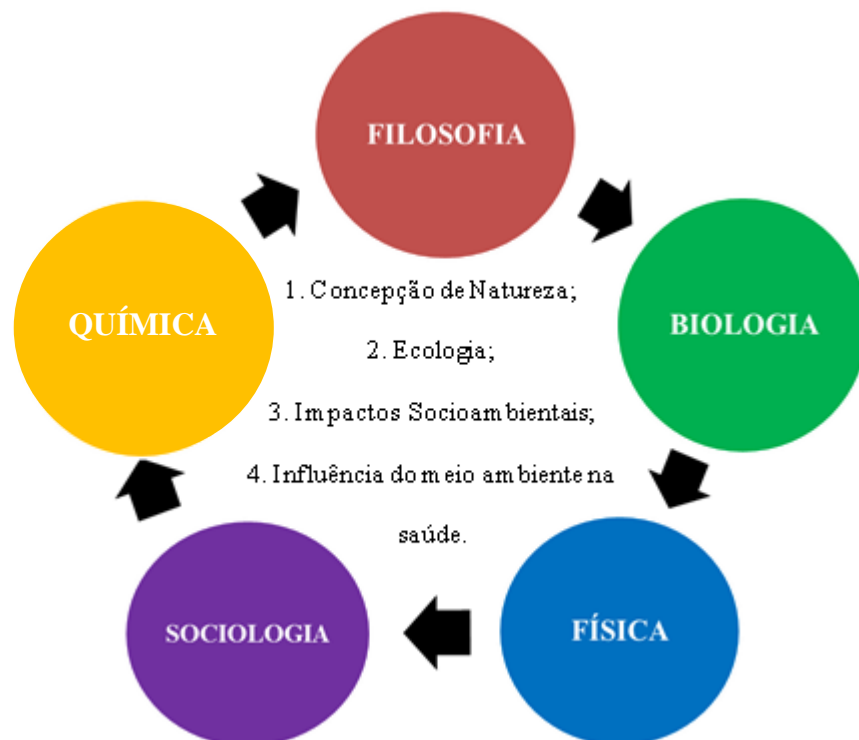 FILOSOFIA
QUÍMICA
BIOLOGIA
1. Concepção de Natureza;
2. Ecologia;
3. Impactos Socioambientais;
4. Influência do meio ambiente na
saúde.
SOCIOLOGIA
FÍSICA